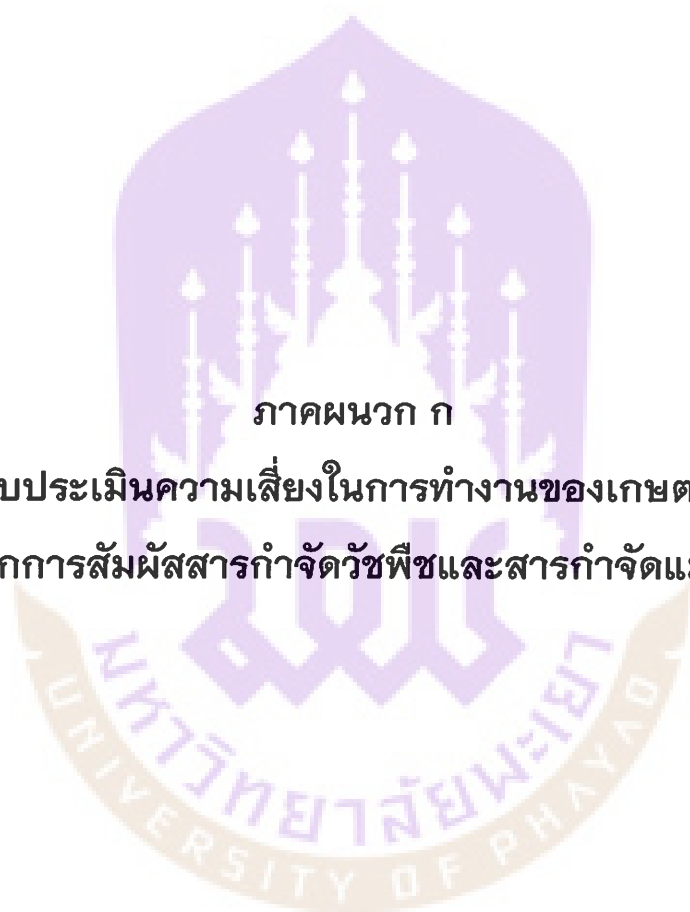 ภาคผนวก ก
บประเมินความเสี่ยงในการทำงานของเกษต
กการสัมผัสสารกำจัดวัชพืชและสารกำจัดแ
มหาวิทยาลัยพะเยา
UNIVERSITY OF PHAYAO